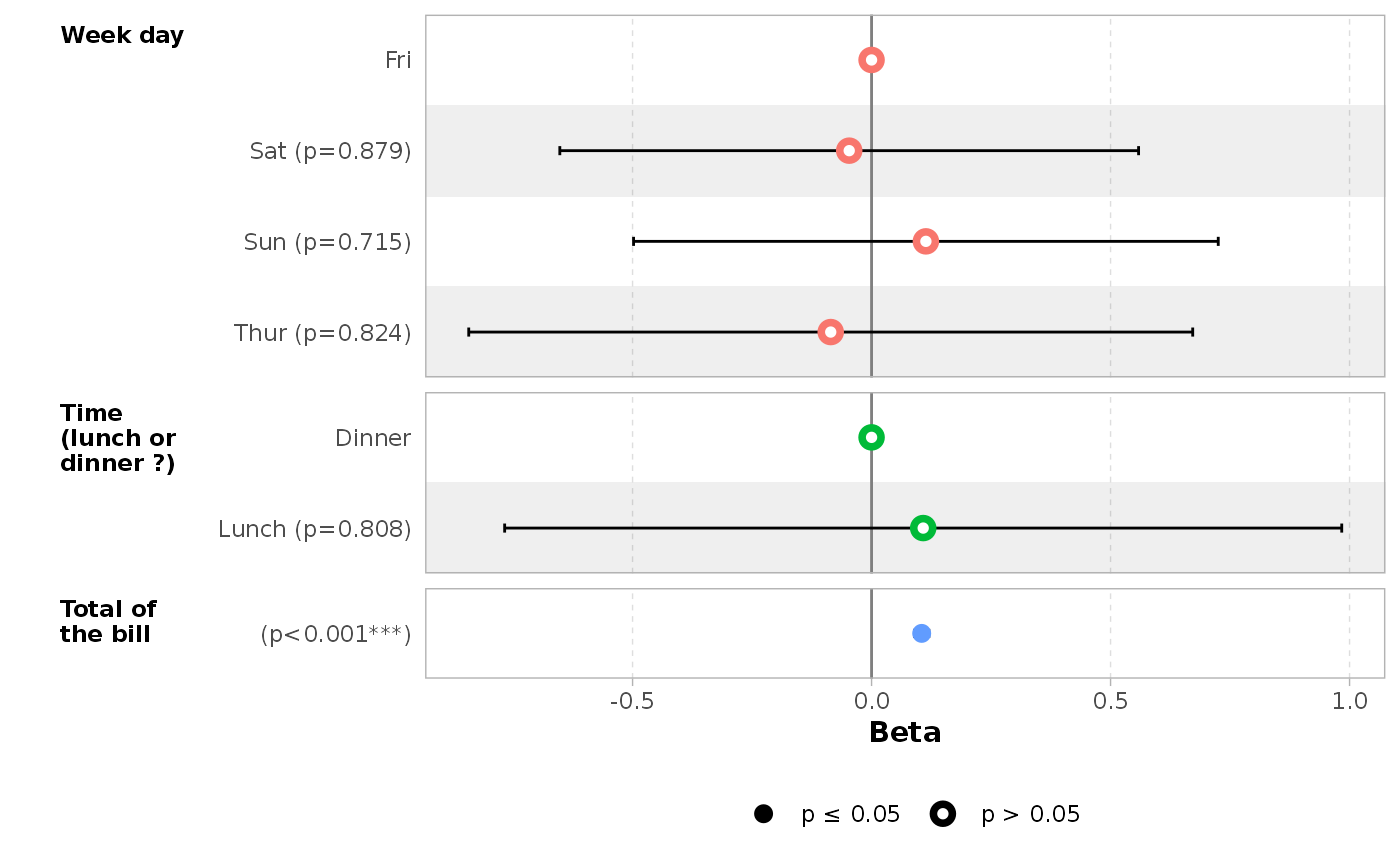 Week day
Fri
Sat (p=0.879)
Sun (p=0.715)
Thur (p=0.824)
Time
(lunch or
dinner ?)
Dinner
Lunch (p=0.808)
Total of
the bill
(p<0.001***)
-0.5 0.0 0.5 1.0
Beta
p ≤ 0.05 p > 0.05